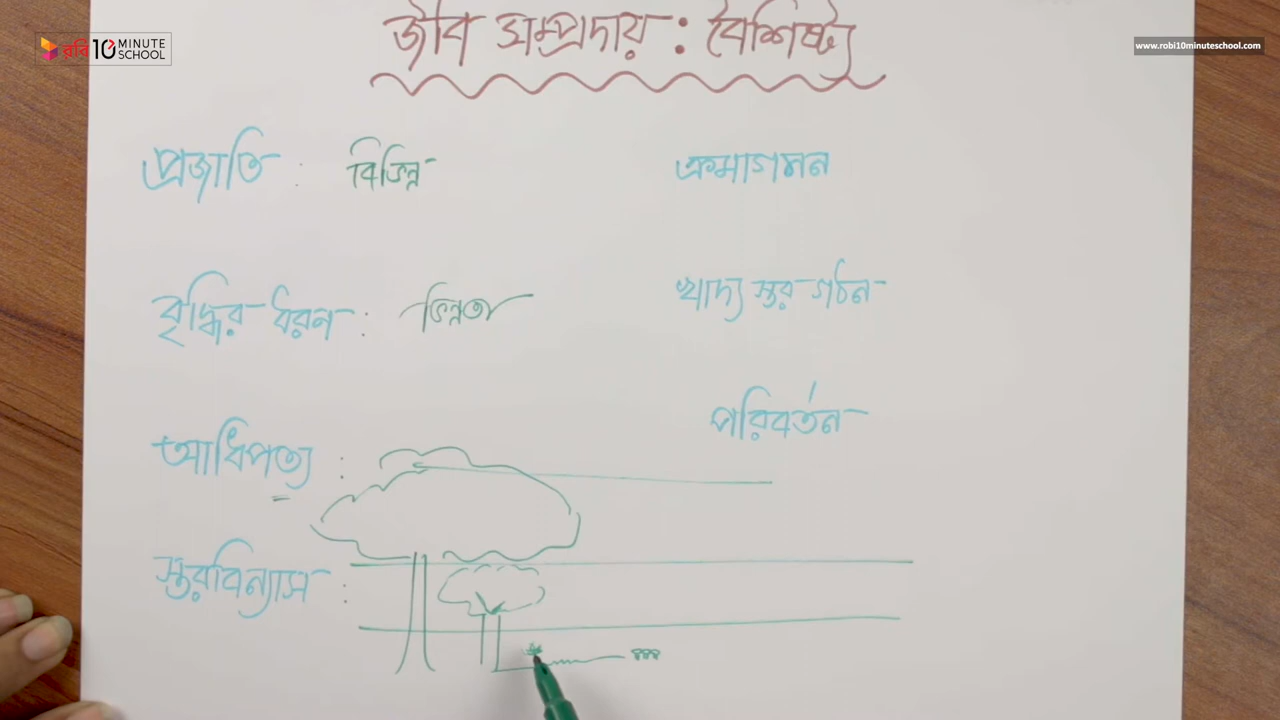 রবি 10 MINUTE SCHOOL
www.robi10minuteschool.com
জীব সম্প্রদায় : বৈশিষ্ট্য
প্রজাতি : বিভিন্ন
বৃদ্ধির ধরন : ভিন্নতা
আধিপত্য :
স্তরবিন্যাস :
ক্রমাগমন
খাদ্য স্তর গঠন
পরিবর্তন